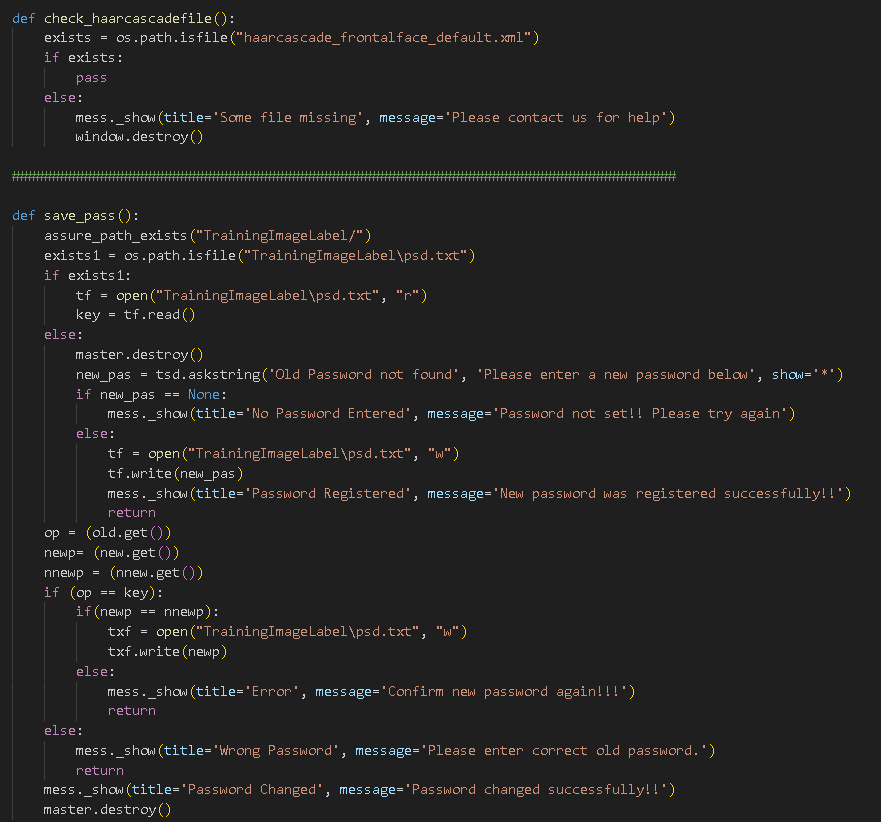 def check_haarcascadefile():
    exists = os.path.isfile("haarcascade_frontalface_default.xml")
    if exists:
        pass
    else:
        mess._show(title='Some file missing', message='Please contact us for help')
        window.destroy()
###################################################################################
def save_pass():
    assure_path_exists("TrainingImageLabel/")
    exists1 = os.path.isfile("TrainingImageLabel\psd.txt")
    if exists1:
        tf = open("TrainingImageLabel\psd.txt", "r")
        key = tf.read()
    else:
        master.destroy()
        new_pas = tsd.askstring('Old Password not found', 'Please enter a new password below', show='*')
        if new_pas == None:
            mess._show(title='No Password Entered', message='Password not set!! Please try again')
        else:
            tf = open("TrainingImageLabel\psd.txt", "w")
            tf.write(new_pas)
            mess._show(title='Password Registered', message='New password was registered successfully!!')
            return
    op = (old.get())
    newp= (new.get())
    nnewp = (nnew.get())
    if (op == key):
        if(newp == nnewp):
            txf = open("TrainingImageLabel\psd.txt", "w")
            txf.write(newp)
        else:
            mess._show(title='Error', message='Confirm new password again!!!')
            return
    else:
        mess._show(title='Wrong Password', message='Please enter correct old password.')
        return
    mess._show(title='Password Changed', message='Password changed successfully!!')
    master.destroy()